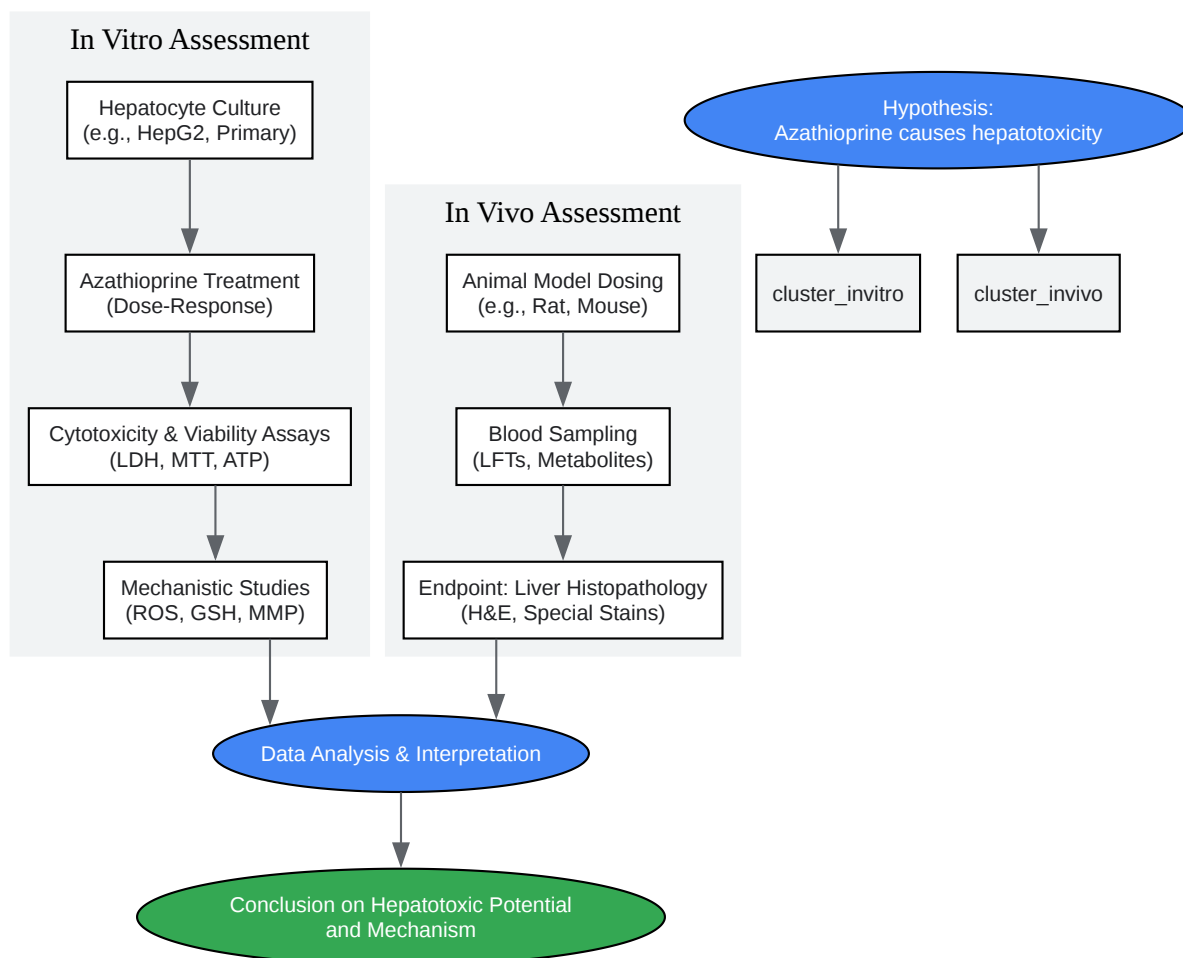 In Vitro Assessment
Hepatocyte Culture
(e.g., HepG2, Primary)
Azathioprine Treatment
(Dose-Response)
Cytotoxicity & Viability Assays
(LDH, MTT, ATP)
Mechanistic Studies
(ROS, GSH, MMP)
In Vivo Assessment
Animal Model Dosing
(e.g., Rat, Mouse)
Blood Sampling
(LFTs, Metabolites)
Endpoint: Liver Histopathology
(H&E, Special Stains)
Hypothesis:
Azathioprine causes hepatotoxicity
cluster_invitro
cluster_invivo
Data Analysis & Interpretation
Conclusion on Hepatotoxic Potential
and Mechanism